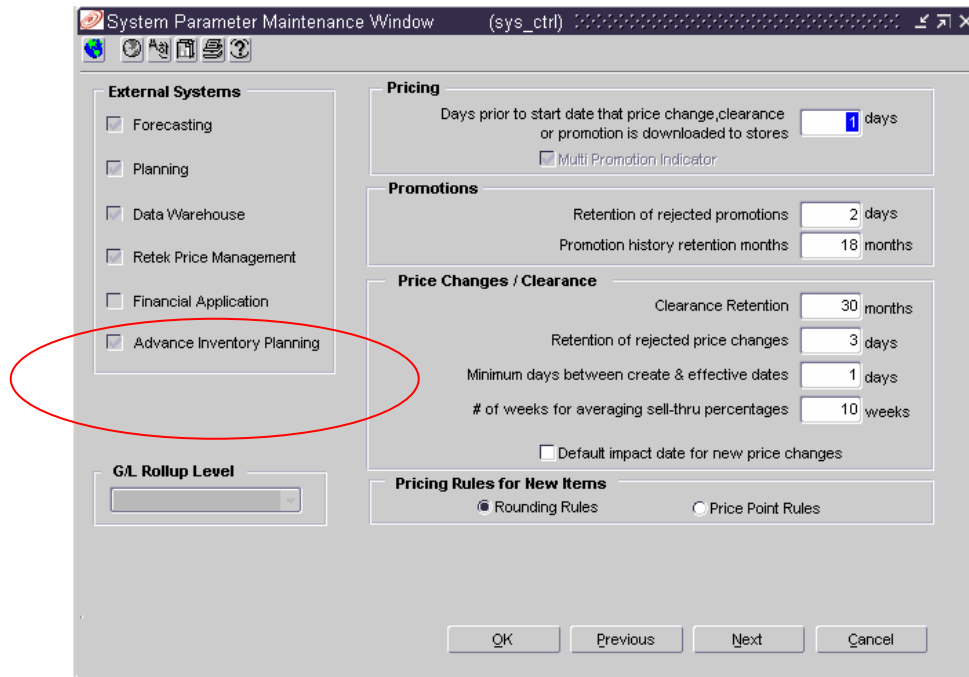 System Parameter Maintenance Window (sys_ctrl)
External Systems
Forecasting
Planning
Data Warehouse
Retek Price Management
Financial Application
Advance Inventory Planning
G/L Rollup Level
Pricing
Days prior to start date that price change,clearance
or promotion is downloaded to stores 1 days
Multi Promotion Indicator
Promotions
Retention of rejected promotions 2 days
Promotion history retention months 18 months
Price Changes / Clearance
Clearance Retention 30 months
Retention of rejected price changes 3 days
Minimum days between create & effective dates 1 days
# of weeks for averaging sell-thru percentages 10 weeks
Default impact date for new price changes
Pricing Rules for New Items
Rounding Rules Price Point Rules
OK Previous Next Cancel